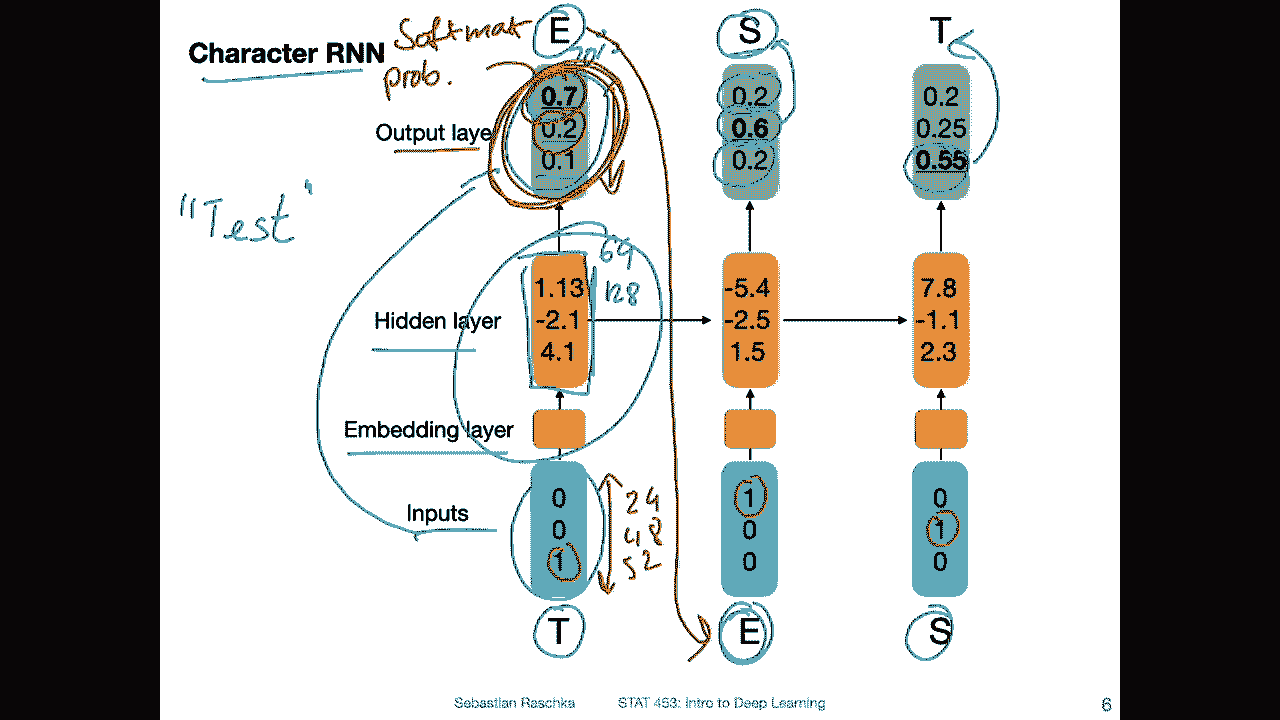 Character RNN
Softmax
prob.
E S T
Output laye
0.7 0.2 0.2
0.2 0.6 0.25
0.1 0.2 0.55
"Test"
64
128
Hidden layer
1.13 -5.4 7.8
-2.1 -2.5 -1.1
4.1 1.5 2.3
Embedding layer
Inputs
0 1 0
0 0 1
1 0 0
24
48
52
T E S
Sebastian Raschka STAT 453: Intro to Deep Learning 6